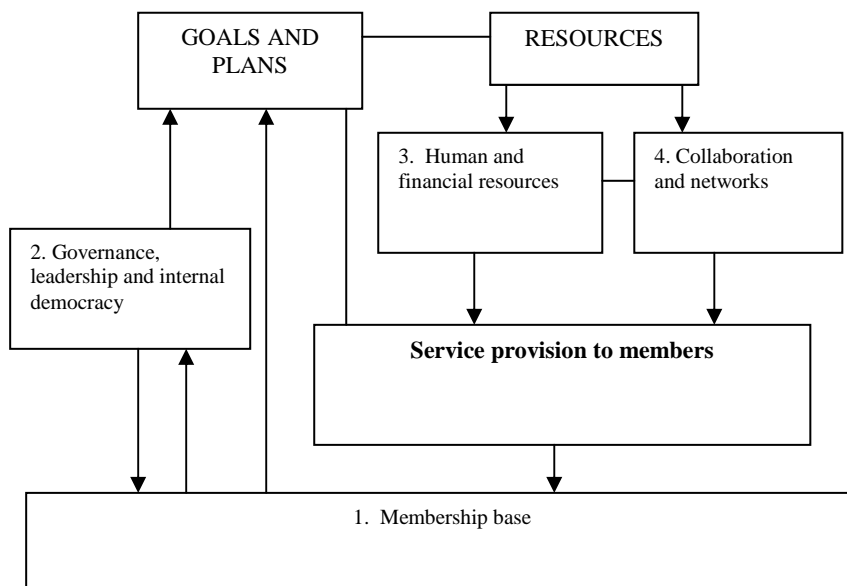 GOALS AND
PLANS
RESOURCES
3. Human and
financial resources
4. Collaboration
and networks
2. Governance,
leadership and internal
democracy
Service provision to members
1. Membership base